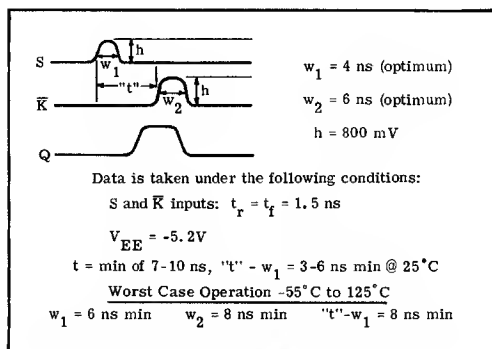 h
S
w1
"t"
h
K̅
w2
Q
w1 = 4 ns (optimum)
w2 = 6 ns (optimum)
h = 800 mV
Data is taken under the following conditions:
S and K̅ inputs: tr = tf = 1.5 ns
VEE = -5.2V
t = min of 7-10 ns, "t" - w1 = 3-6 ns min @ 25°C
Worst Case Operation -55°C to 125°C
w1 = 6 ns min w2 = 8 ns min "t"-w1 = 8 ns min